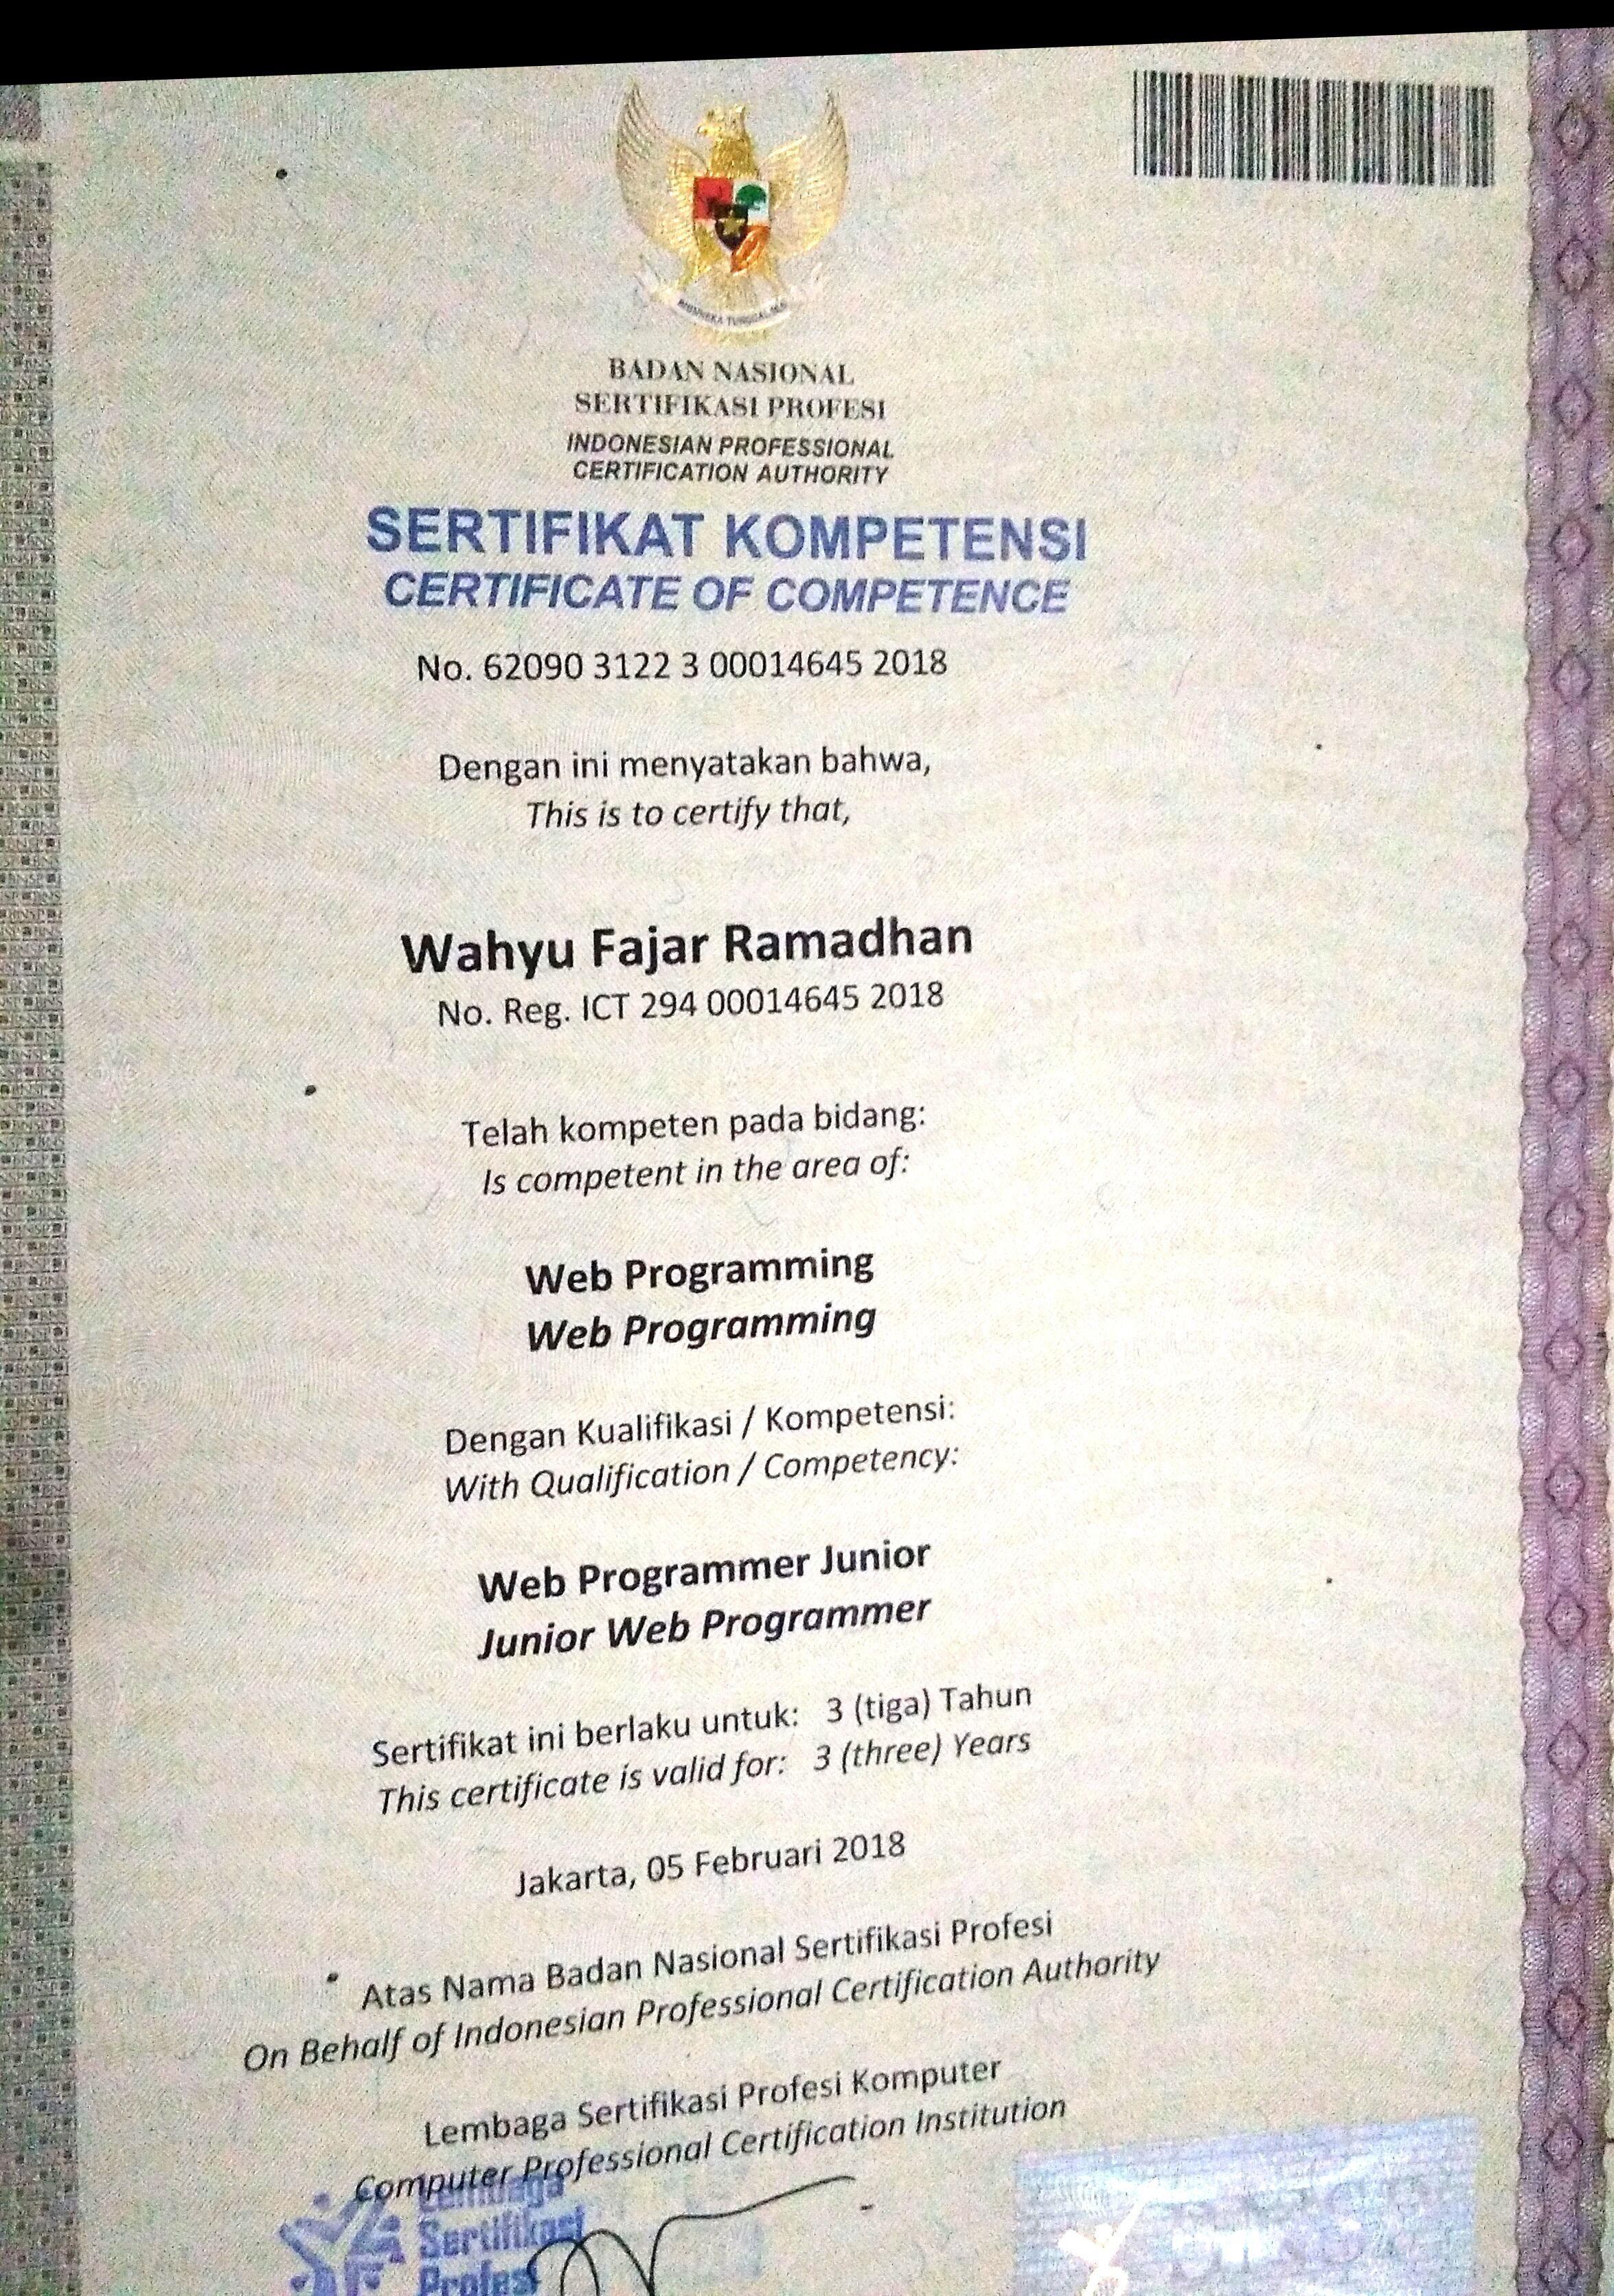 BHINNEKA TUNGGAL IKA
BADAN NASIONAL
SERTIFIKASI PROFESI
INDONESIAN PROFESSIONAL
CERTIFICATION AUTHORITY
SERTIFIKAT KOMPETENSI
CERTIFICATE OF COMPETENCE
No. 62090 3122 3 00014645 2018
Dengan ini menyatakan bahwa,
This is to certify that,
Wahyu Fajar Ramadhan
No. Reg. ICT 294 00014645 2018
Telah kompeten pada bidang:
Is competent in the area of:
Web Programming
Web Programming
Dengan Kualifikasi / Kompetensi:
With Qualification / Competency:
Web Programmer Junior
Junior Web Programmer
Sertifikat ini berlaku untuk: 3 (tiga) Tahun
This certificate is valid for: 3 (three) Years
Jakarta, 05 Februari 2018
Atas Nama Badan Nasional Sertifikasi Profesi
On Behalf of Indonesian Professional Certification Authority
Lembaga Sertifikasi Profesi Komputer
Computer Professional Certification Institution
Lembaga
Sertifikasi
Profesi